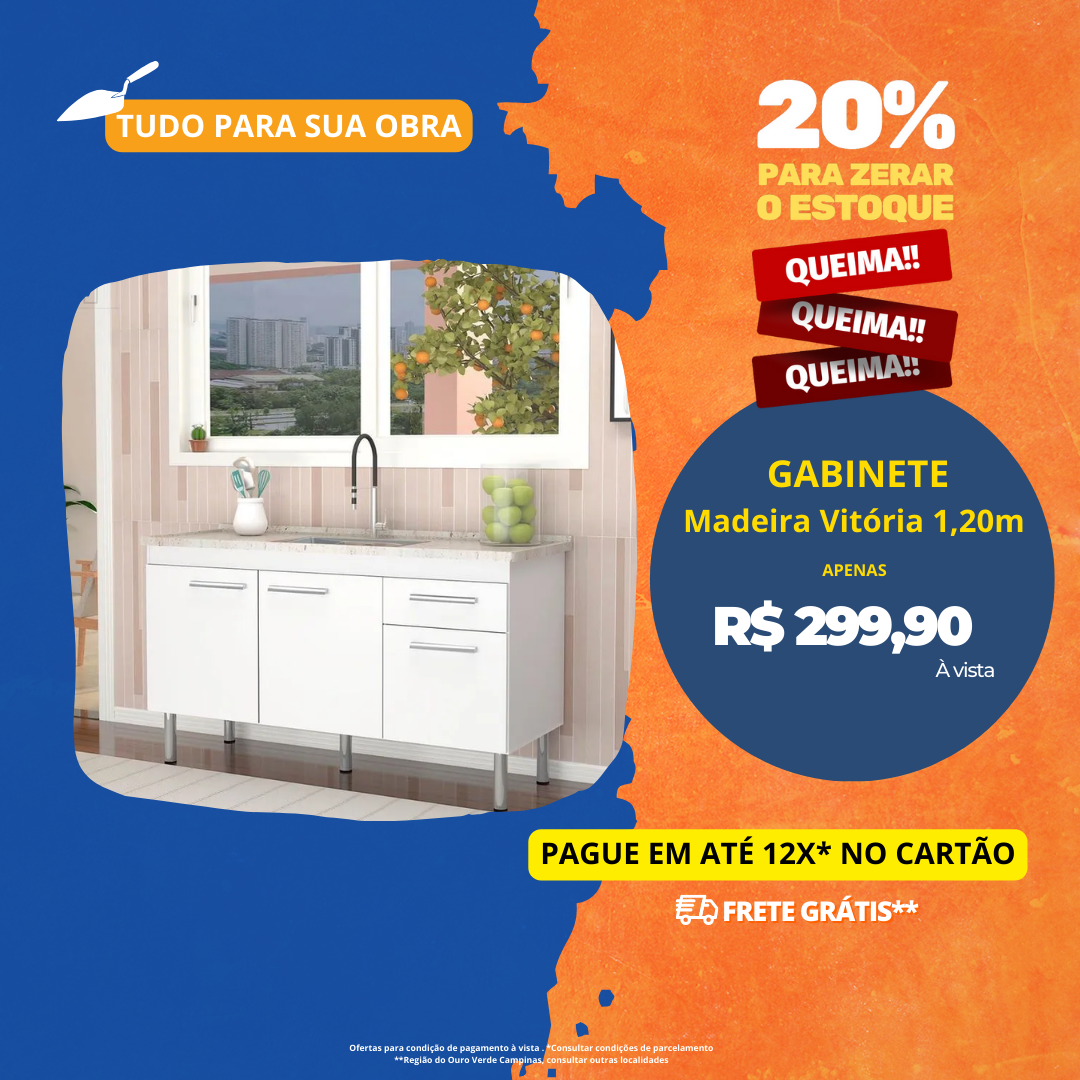 TUDO PARA SUA OBRA
20%
PARA ZERAR
O ESTOQUE
QUEIMA!!
QUEIMA!!
QUEIMA!!
GABINETE
Madeira Vitória 1,20m
APENAS
R$ 299,90
À vista
PAGUE EM ATÉ 12X* NO CARTÃO
FRETE GRÁTIS**
Ofertas para condição de pagamento à vista . *Consultar condições de parcelamento
**Região do Ouro Verde Campinas, consultar outras localidades